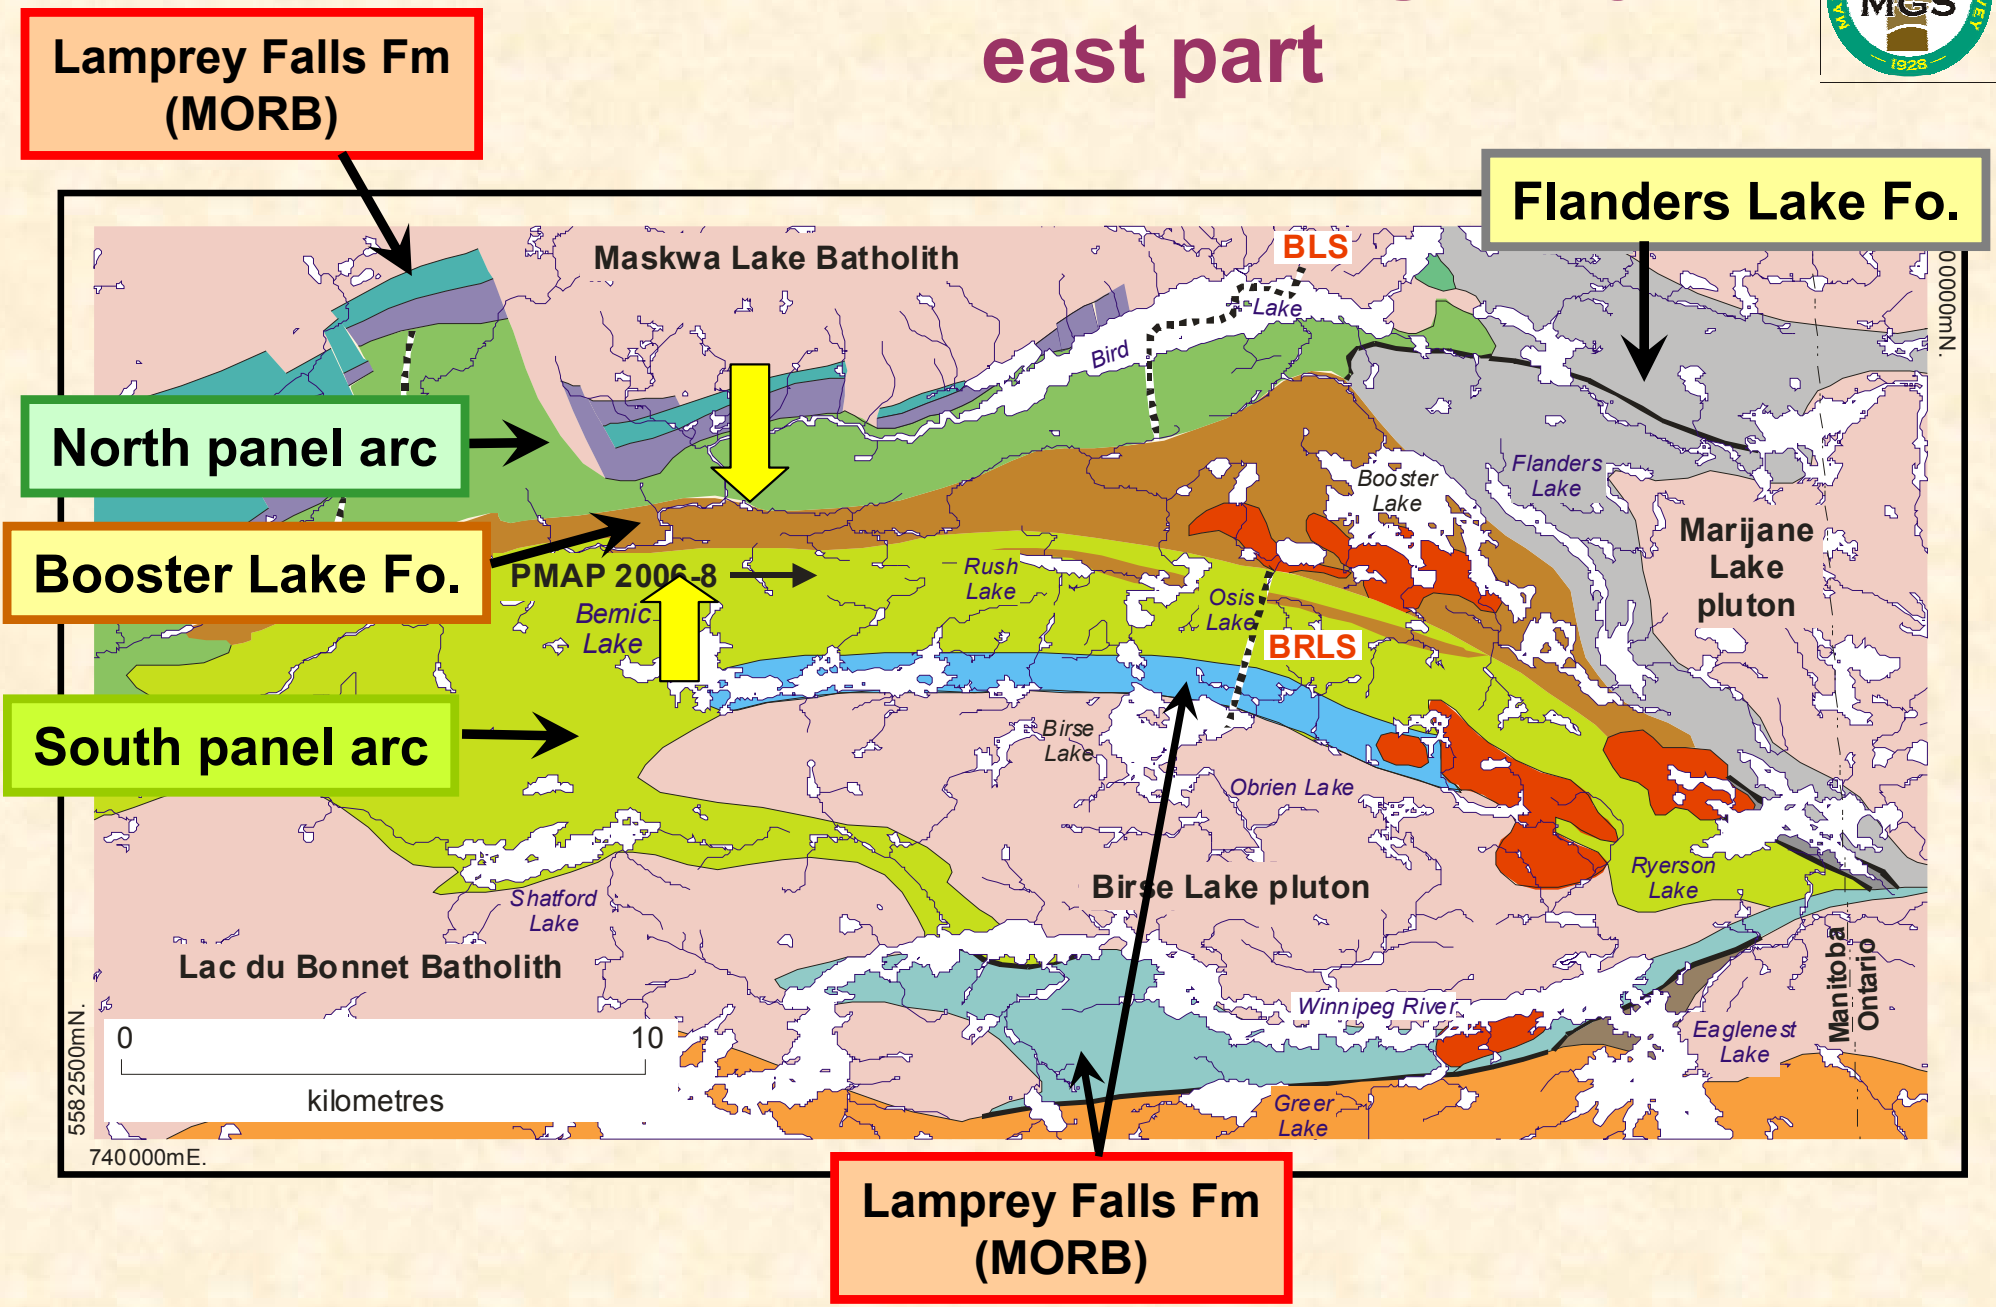 east part
MGS
1928
Lamprey Falls Fm
(MORB)
Flanders Lake Fo.
Maskwa Lake Batholith
BLS
Lake
Bird
North panel arc
Booster
Lake
Flanders
Lake
Marijane
Lake
pluton
Booster Lake Fo.
PMAP 2006-8
Rush
Lake
Bernic
Lake
Osis
Lake
BRLS
South panel arc
Birse
Lake
Obrien Lake
Ryerson
Lake
Birse Lake pluton
Shatford
Lake
Lac du Bonnet Batholith
Manitoba
Ontario
Winnipeg River
Eaglenest
Lake
0 10
kilometres
Greer
Lake
5582500mN.
740000mE.
Lamprey Falls Fm
(MORB)